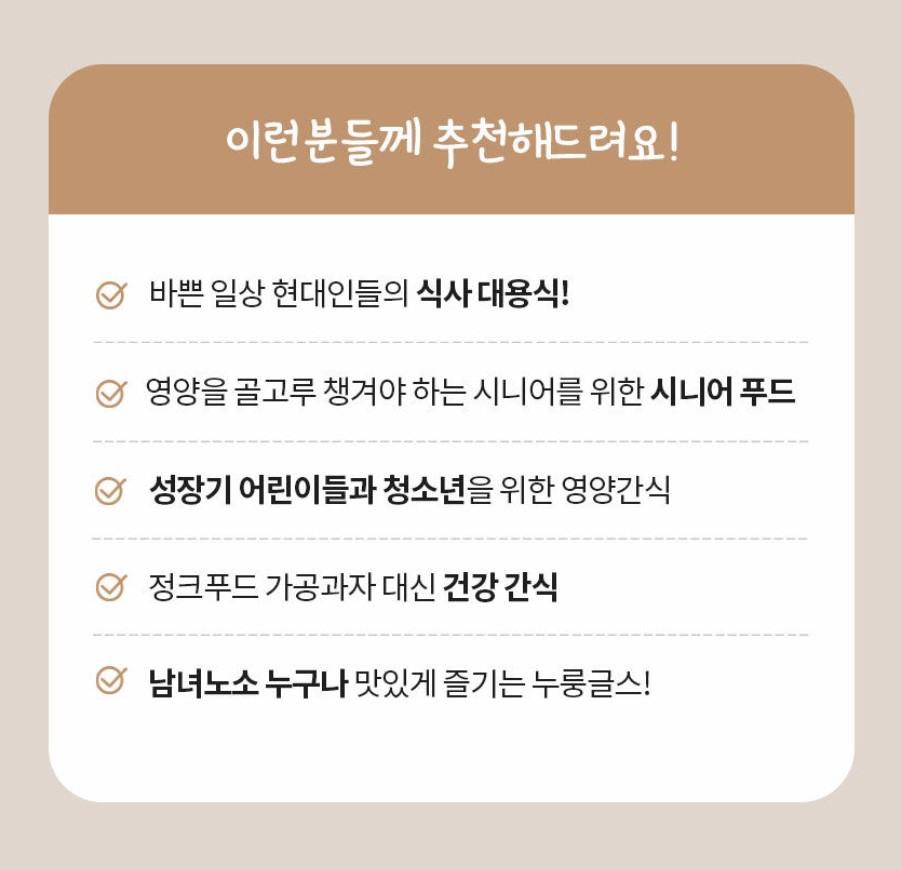 이런분들께 추천해드려요!
바쁜 일상 현대인들의 식사 대용식!
영양을 골고루 챙겨야 하는 시니어를 위한 시니어 푸드
성장기 어린이들과 청소년을 위한 영양간식
정크푸드 가공과자 대신 건강 간식
남녀노소 누구나 맛있게 즐기는 누룽글스!